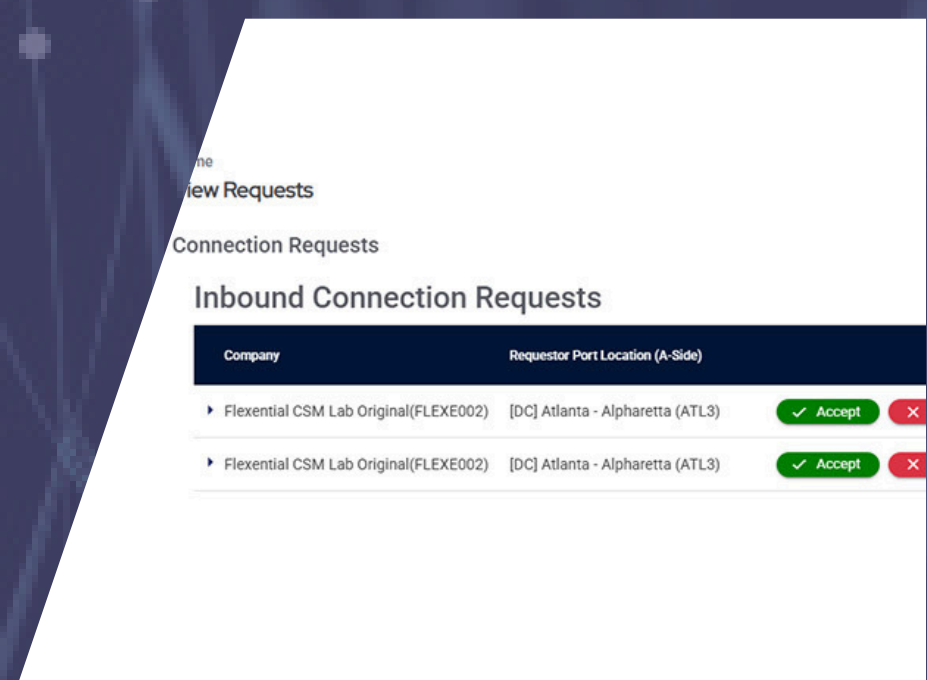 me
iew Requests
Connection Requests
Inbound Connection Requests
Company Requestor Port Location (A-Side)
Flexential CSM Lab Original(FLEXE002) [DC] Atlanta - Alpharetta (ATL3) Accept
Flexential CSM Lab Original(FLEXE002) [DC] Atlanta - Alpharetta (ATL3) Accept